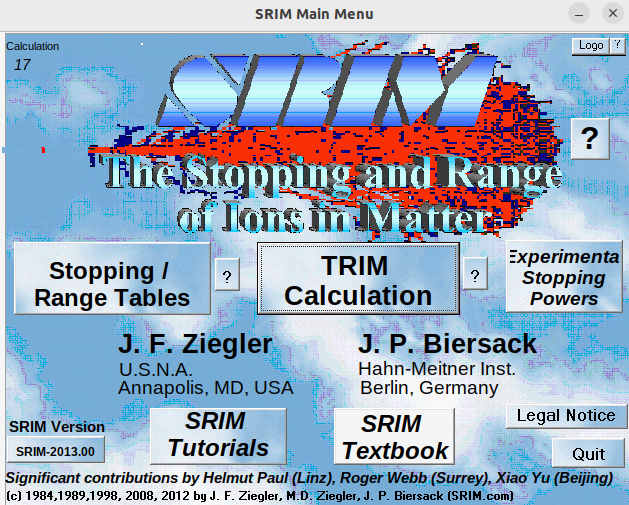 SRIM Main Menu
Calculation
17
Logo
?
SRIM
?
The Stopping and Range
of Ions in Matter
Stopping /
Range Tables
?
TRIM
Calculation
?
Experimenta
Stopping
Powers
J. F. Ziegler
U.S.N.A.
Annapolis, MD, USA
J. P. Biersack
Hahn-Meitner Inst.
Berlin, Germany
SRIM Version
SRIM-2013.00
SRIM
Tutorials
SRIM
Textbook
Legal Notice
Quit
Significant contributions by Helmut Paul (Linz), Roger Webb (Surrey), Xiao Yu (Beijing)
(c) 1984,1989,1998, 2008, 2012 by J. F. Ziegler, M.D. Ziegler, J. P. Biersack (SRIM.com)